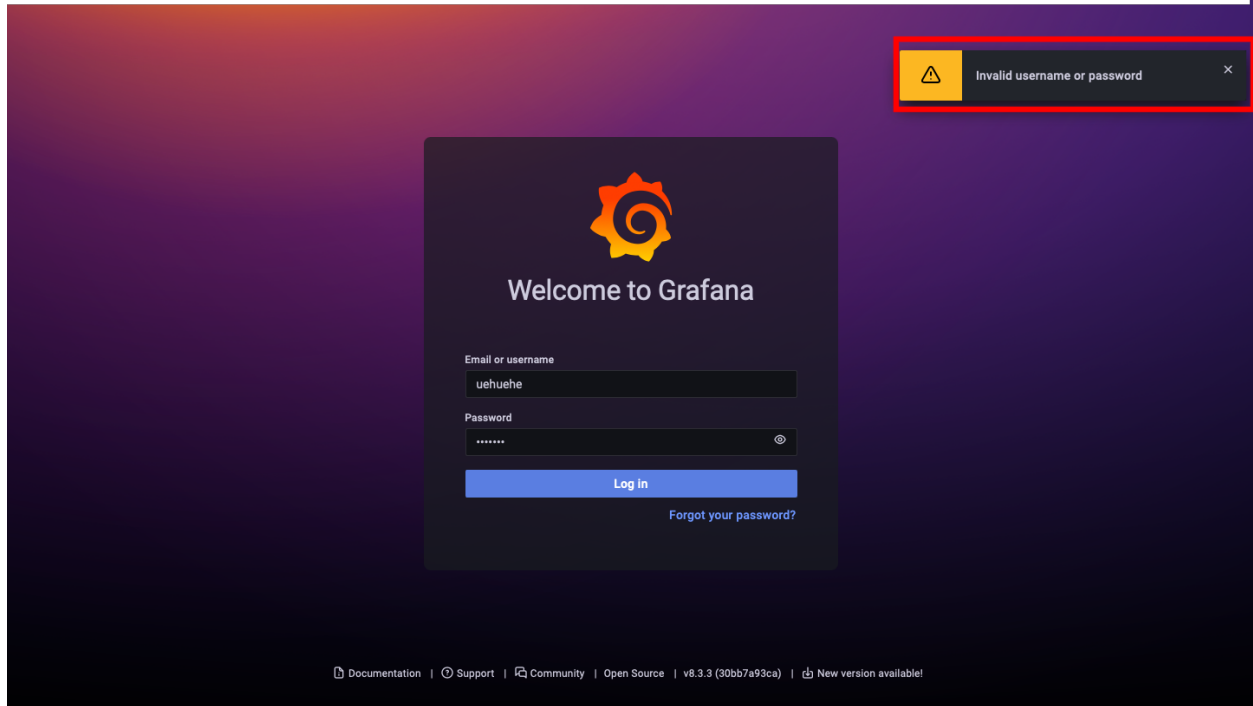 Invalid username or password
Welcome to Grafana
Email or username
uehuehe
Password
•••••••
Log in
Forgot your password?
Documentation | Support | Community | Open Source | v8.3.3 (30bb7a93ca) | New version available!